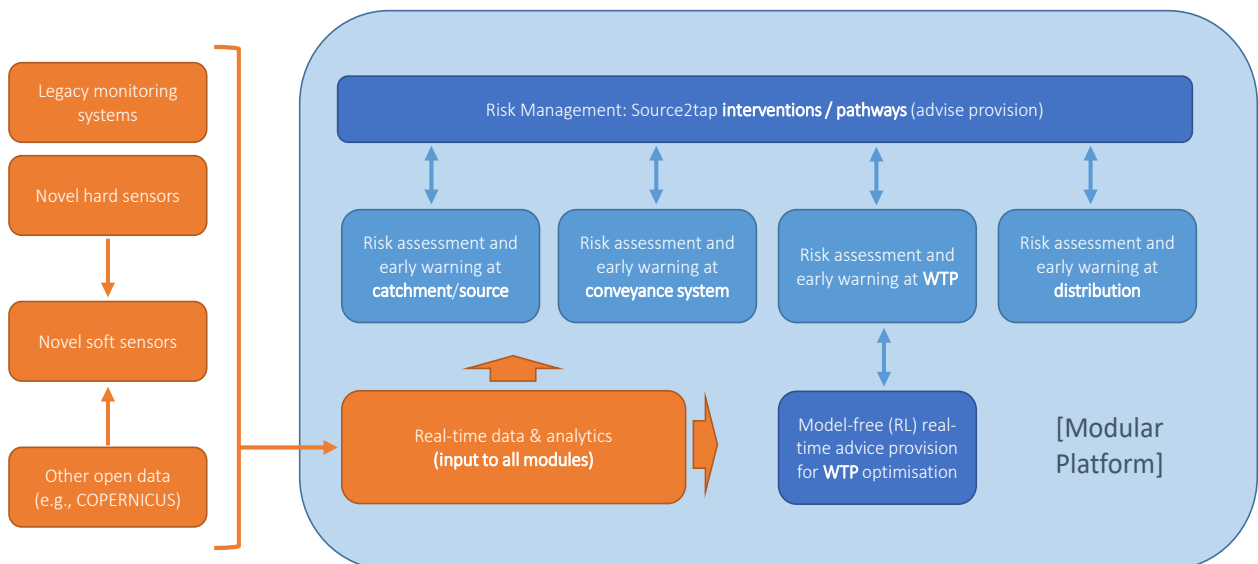 Legacy monitoring
systems
Novel hard sensors
Novel soft sensors
Other open data
(e.g., COPERNICUS)
Risk Management: Source2tap interventions / pathways (advise provision)
Risk assessment and
early warning at
catchment/source
Risk assessment and
early warning at
conveyance system
Risk assessment and
early warning at WTP
Risk assessment and
early warning at
distribution
Real-time data & analytics
(input to all modules)
Model-free (RL) real-
time advice provision
for WTP optimisation
[Modular
Platform]